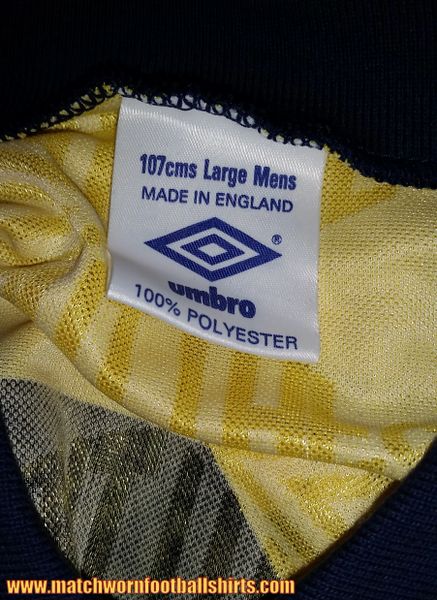 107cms Large Mens
MADE IN ENGLAND
®
umbro
100% POLYESTER
www.matchwornfootballshirts.com